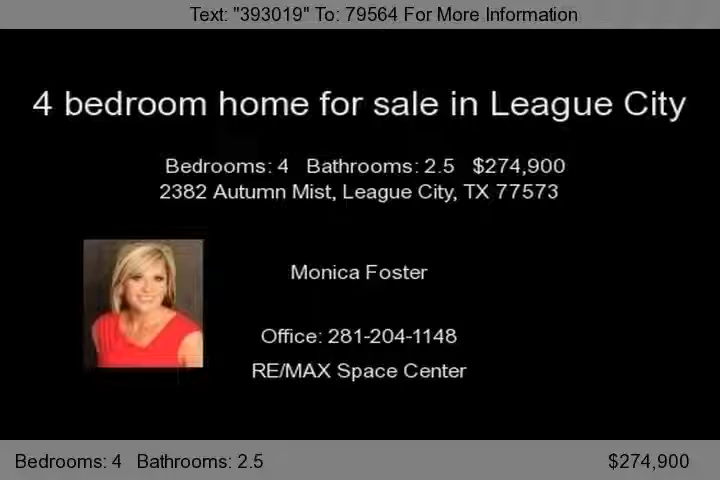 Text: "393019" To: 79564 For More Information
4 bedroom home for sale in League City
Bedrooms: 4 Bathrooms: 2.5 $274,900
2382 Autumn Mist, League City, TX 77573
Monica Foster
Office: 281-204-1148
RE/MAX Space Center
Bedrooms: 4 Bathrooms: 2.5 $274,900